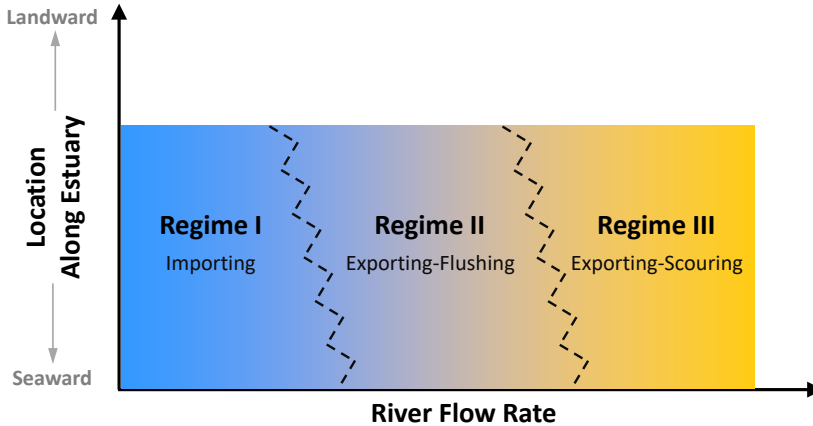 Landward
Location
Along Estuary
Seaward
Regime I
Importing
Regime II
Exporting-Flushing
Regime III
Exporting-Scouring
River Flow Rate